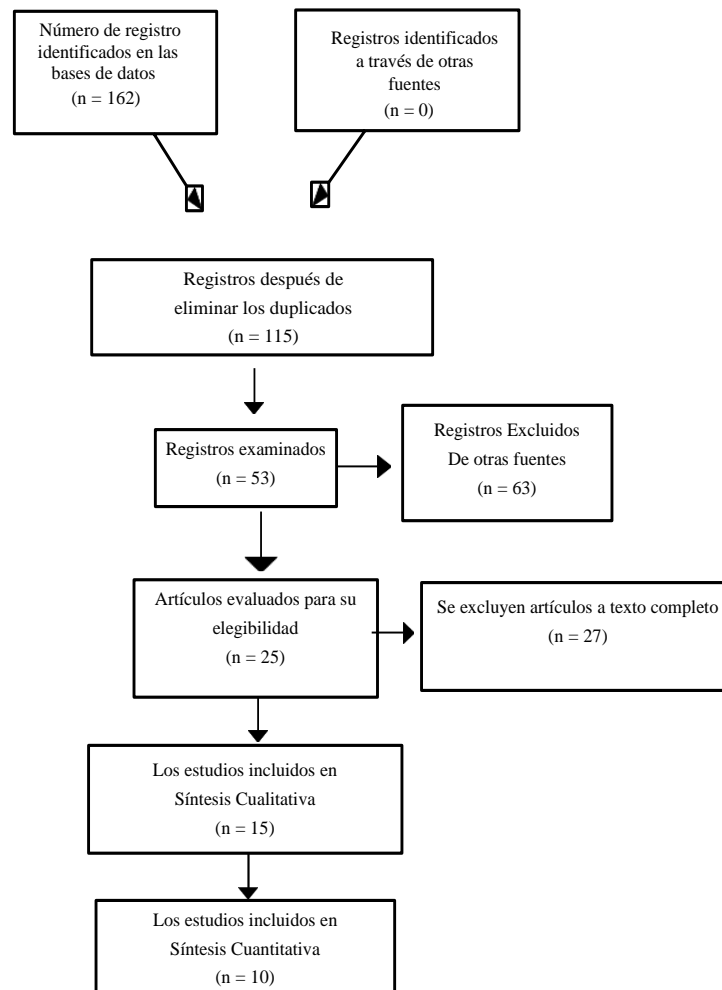 Número de registro
identificados en las
bases de datos
(n = 162)
Registros identificados
a través de otras
fuentes
(n = 0)
Registros después de
eliminar los duplicados
(n = 115)
Registros examinados
(n = 53)
Registros Excluidos
De otras fuentes
(n = 63)
Artículos evaluados para su
elegibilidad
(n = 25)
Se excluyen artículos a texto completo
(n = 27)
Los estudios incluidos en
Síntesis Cualitativa
(n = 15)
Los estudios incluidos en
Síntesis Cuantitativa
(n = 10)